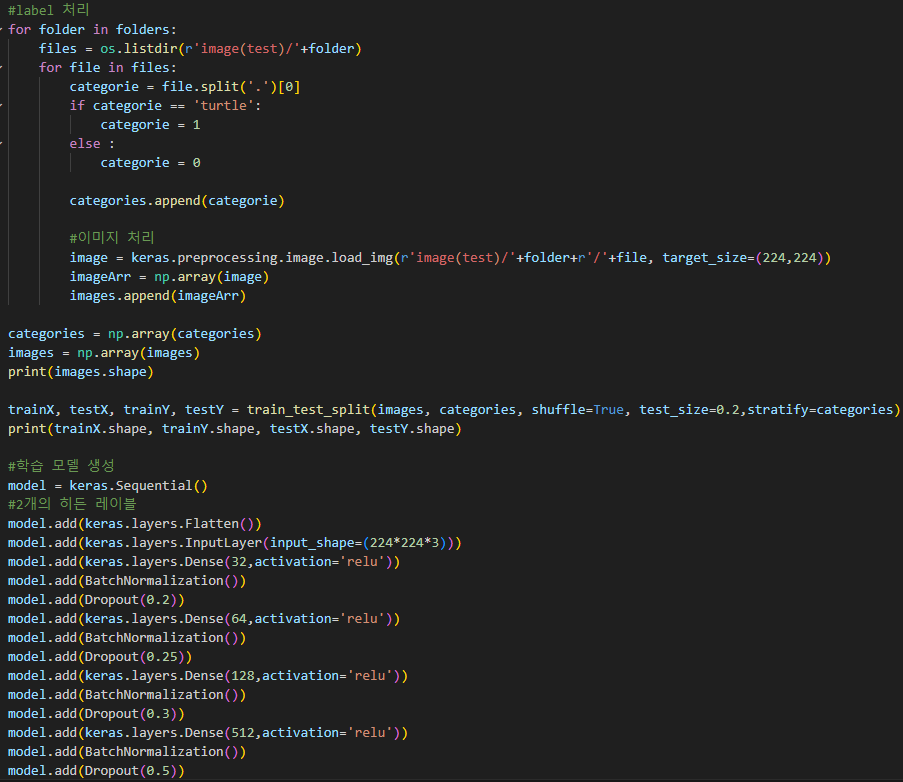 #label 처리
for folder in folders:
    files = os.listdir(r'image(test)/'+folder)
    for file in files:
        categorie = file.split('.')[0]
        if categorie == 'turtle':
            categorie = 1
        else :
            categorie = 0

        categories.append(categorie)

        #이미지 처리
        image = keras.preprocessing.image.load_img(r'image(test)/'+folder+r'/'+file, target_size=(224,224))
        imageArr = np.array(image)
        images.append(imageArr)

categories = np.array(categories)
images = np.array(images)
print(images.shape)

trainX, testX, trainY, testY = train_test_split(images, categories, shuffle=True, test_size=0.2,stratify=categories)
print(trainX.shape, trainY.shape, testX.shape, testY.shape)

#학습 모델 생성
model = keras.Sequential()
#2개의 히든 레이블
model.add(keras.layers.Flatten())
model.add(keras.layers.InputLayer(input_shape=(224*224*3)))
model.add(keras.layers.Dense(32,activation='relu'))
model.add(BatchNormalization())
model.add(Dropout(0.2))
model.add(keras.layers.Dense(64,activation='relu'))
model.add(BatchNormalization())
model.add(Dropout(0.25))
model.add(keras.layers.Dense(128,activation='relu'))
model.add(BatchNormalization())
model.add(Dropout(0.3))
model.add(keras.layers.Dense(512,activation='relu'))
model.add(BatchNormalization())
model.add(Dropout(0.5))